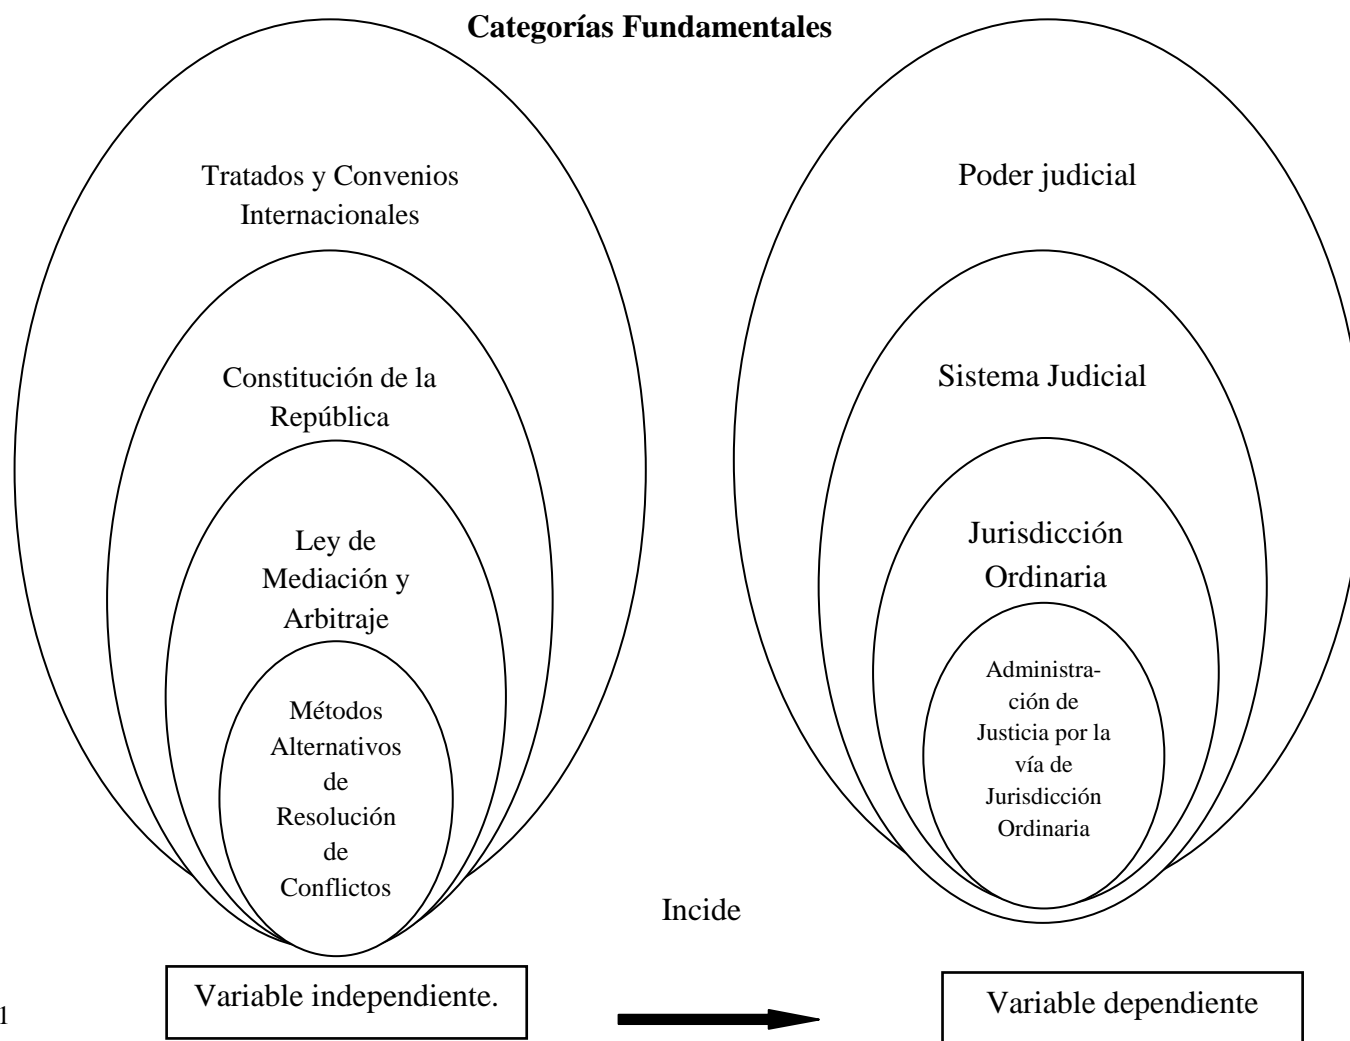 Categorías Fundamentales
Tratados y Convenios
Internacionales
Constitución de la
República
Ley de
Mediación y
Arbitraje
Métodos
Alternativos
de
Resolución
de
Conflictos
Poder judicial
Sistema Judicial
Jurisdicción
Ordinaria
Administra-
ción de
Justicia por la
vía de
Jurisdicción
Ordinaria
Incide
Variable independiente.
Variable dependiente
1